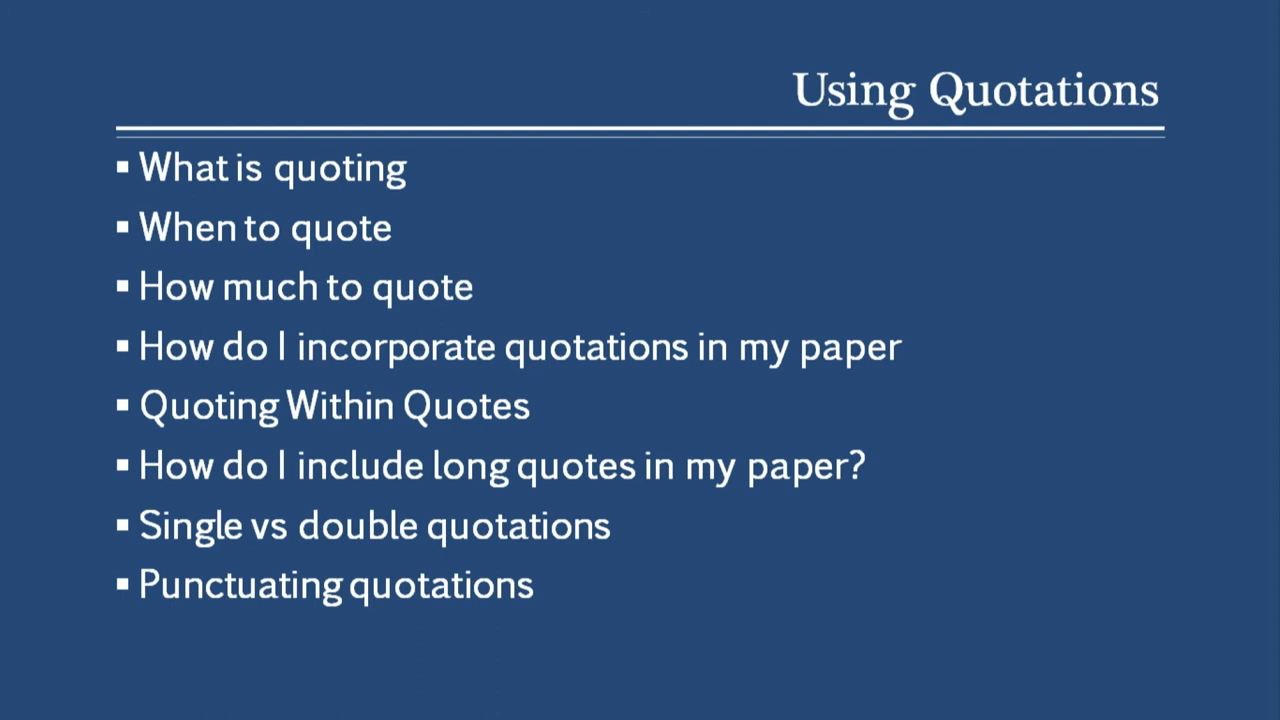 Using Quotations
▪ What is quoting
▪ When to quote
▪ How much to quote
▪ How do I incorporate quotations in my paper
▪ Quoting Within Quotes
▪ How do I include long quotes in my paper?
▪ Single vs double quotations
▪ Punctuating quotations